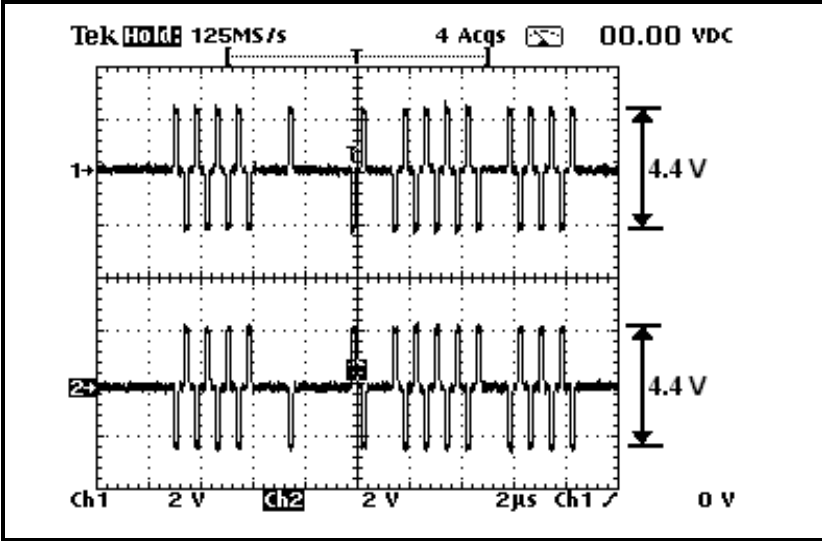 Tek Hold: 125MS/s 4 Acqs 00.00 VDC
T
T
1→
4.4 V
2→
4.4 V
Ch1 2 V Ch2 2 V 2µs Ch1 0 V